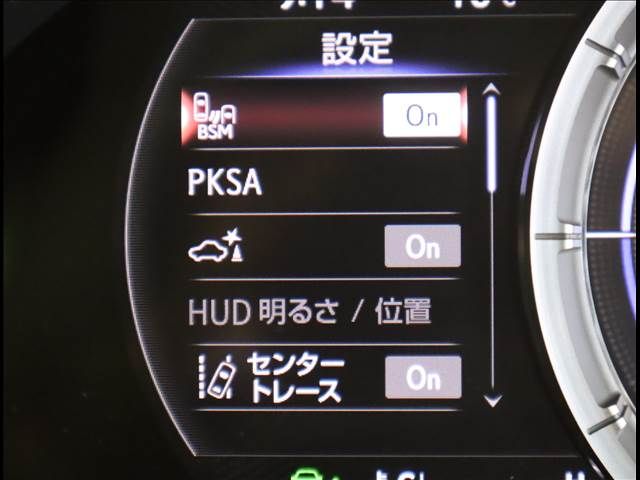 設定
BSM
On
PKSA
On
HUD 明るさ / 位置
センター
トレース
On